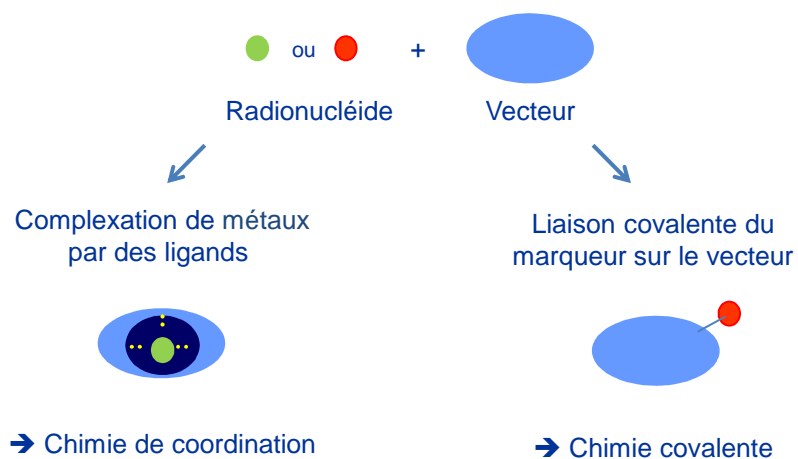 ou +
Radionucléide Vecteur
Complexation de métaux
par des ligands
Liaison covalente du
marqueur sur le vecteur
➔ Chimie de coordination
➔ Chimie covalente